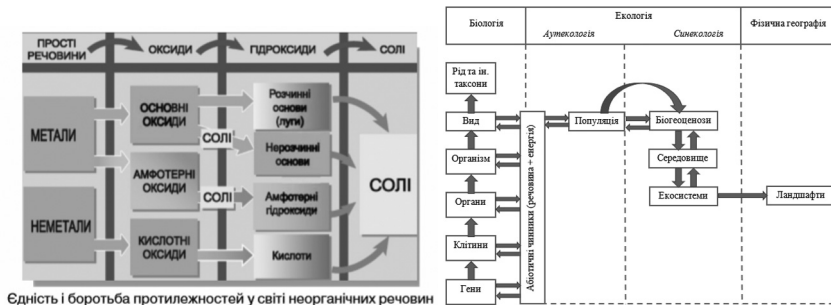 ПРОСТІ
РЕЧОВИНИ
ОКСИДИ
ГІДРОКСИДИ
СОЛІ
МЕТАЛИ
НЕМЕТАЛИ
ОСНОВНІ
ОКСИДИ
СОЛІ
АМФОТЕРНІ
ОКСИДИ
СОЛІ
КИСЛОТНІ
ОКСИДИ
Розчинні
основи
(луги)
Нерозчинні
основи
Амфотерні
гідроксиди
Кислоти
СОЛІ
Єдність і боротьба протилежностей у світі неорганічних речовин
Біологія
Екологія
Аутекологія
Синекологія
Фізична географія
Рід та ін.
таксони
Вид
Організм
Органи
Клітини
Гени
Абіотичні чинники (речовина + енергія)
Популяція
Біогеоценози
Середовище
Екосистеми
Ландшафти